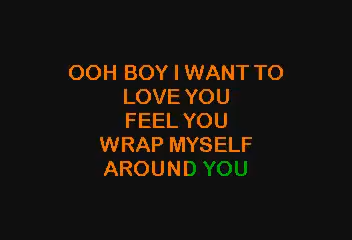 OOH BOY I WANT TO
LOVE YOU
FEEL YOU
WRAP MYSELF
AROUND YOU